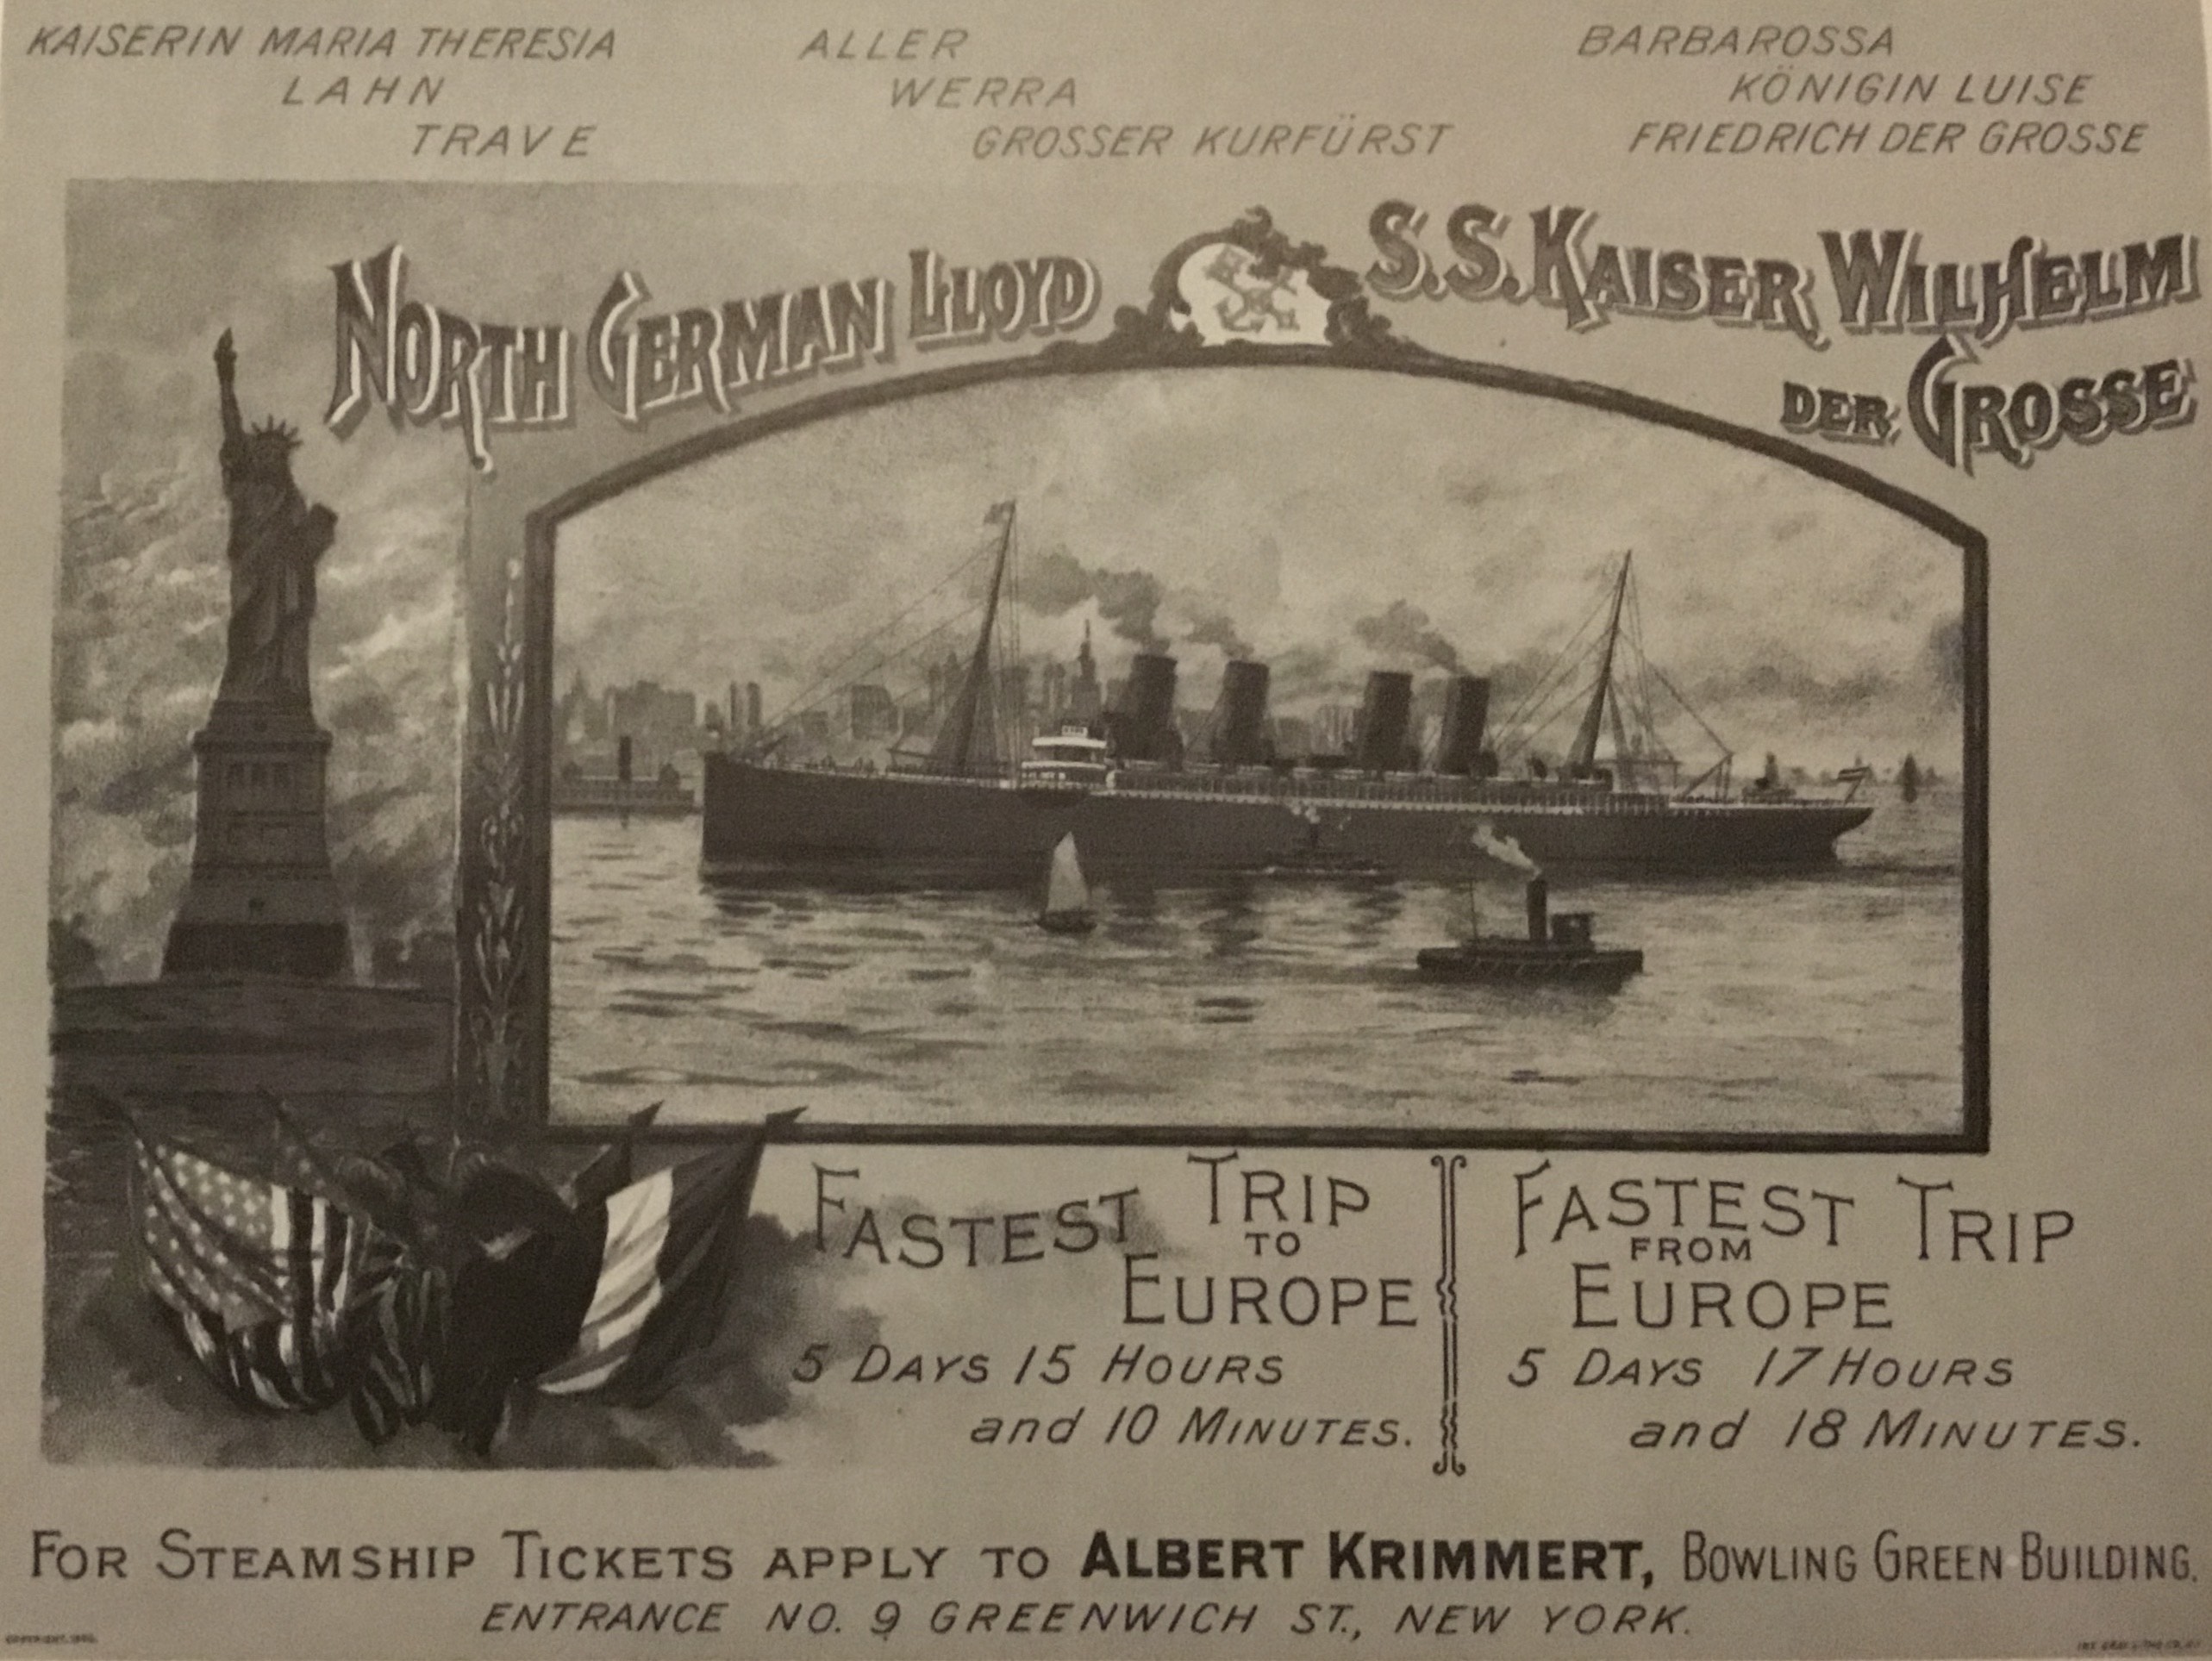 KAISERIN MARIA THERESIA
LAHN
TRAVE
ALLER
WERRA
GROSSER KURFÜRST
BARBAROSSA
KÖNIGIN LUISE
FRIEDRICH DER GROSSE
NORTH GERMAN LLOYD
S.S. KAISER WILHELM
DER GROSSE
FASTEST TRIP
TO
EUROPE
5 DAYS 15 HOURS
and 10 MINUTES.
FASTEST TRIP
FROM
EUROPE
5 DAYS 17 HOURS
and 18 MINUTES.
FOR STEAMSHIP TICKETS APPLY TO ALBERT KRIMMERT, BOWLING GREEN BUILDING,
ENTRANCE NO. 9 GREENWICH ST., NEW YORK.